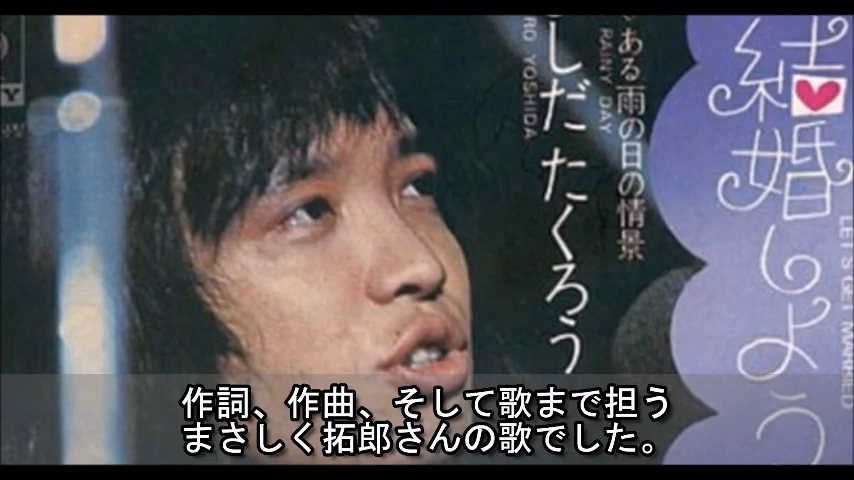 結婚しよう
LET'S GET MARRIED
ある雨の日の情景
RAINY DAY
しだたくろう
RO YOSHIDA
作詞、作曲、そして歌まで担う
まさしく拓郎さんの歌でした。